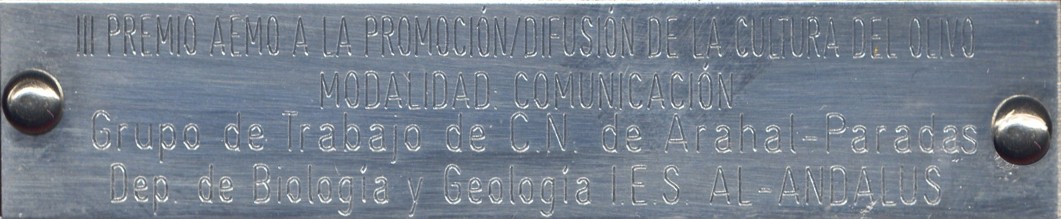 III PREMIO AEMO A LA PROMOCIÓN/DIFUSIÓN DE LA CULTURA DEL OLIVO
MODALIDAD: COMUNICACIÓN
Grupo de Trabajo de C.N. de Arahal-Paradas
Dep. de Biología y Geología I.E.S. AL-ANDALUS